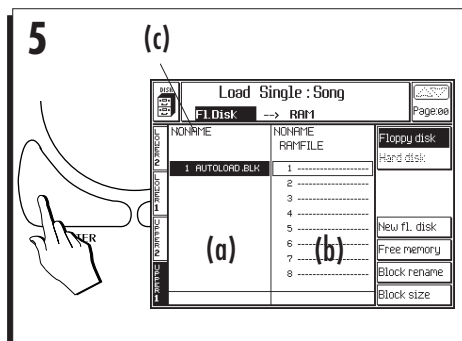 5
(c)
DISK
Load Single : Song
Fl.Disk --> RAM
Page:00
NONAME
NONAME
RAMFILE
1 AUTOLOAD.BLK
1 --------------------
2 --------------------
3 --------------------
4 --------------------
5 --------------------
6 --------------------
7 --------------------
8 --------------------
(a)
(b)
LOWER 2
LOWER 1
UPPER 2
UPPER 1
Floppy disk
Hard disk
New fl. disk
Free memory
Block rename
Block size